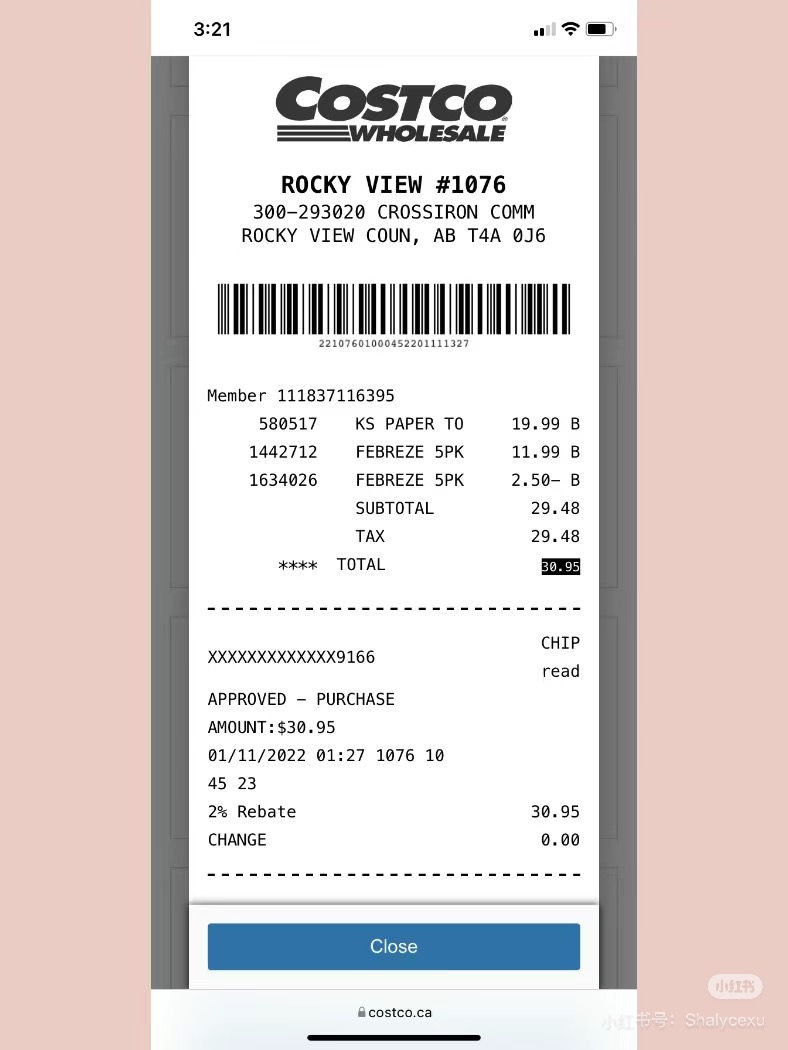 3:21
COSTCO
WHOLESALE
ROCKY VIEW #1076
300-293020 CROSSIRON COMM
ROCKY VIEW COUN, AB T4A 0J6
22107601000452201111327
Member 111837116395
580517 KS PAPER TO 19.99 B
1442712 FEBREZE 5PK 11.99 B
1634026 FEBREZE 5PK 2.50- B
SUBTOTAL 29.48
TAX 29.48
**** TOTAL 30.95
CHIP
XXXXXXXXXXXXX9166
read
APPROVED - PURCHASE
AMOUNT:$30.95
01/11/2022 01:27 1076 10
45 23
2% Rebate 30.95
CHANGE 0.00
Close
小红书
costco.ca
小红书号: Shalycexu